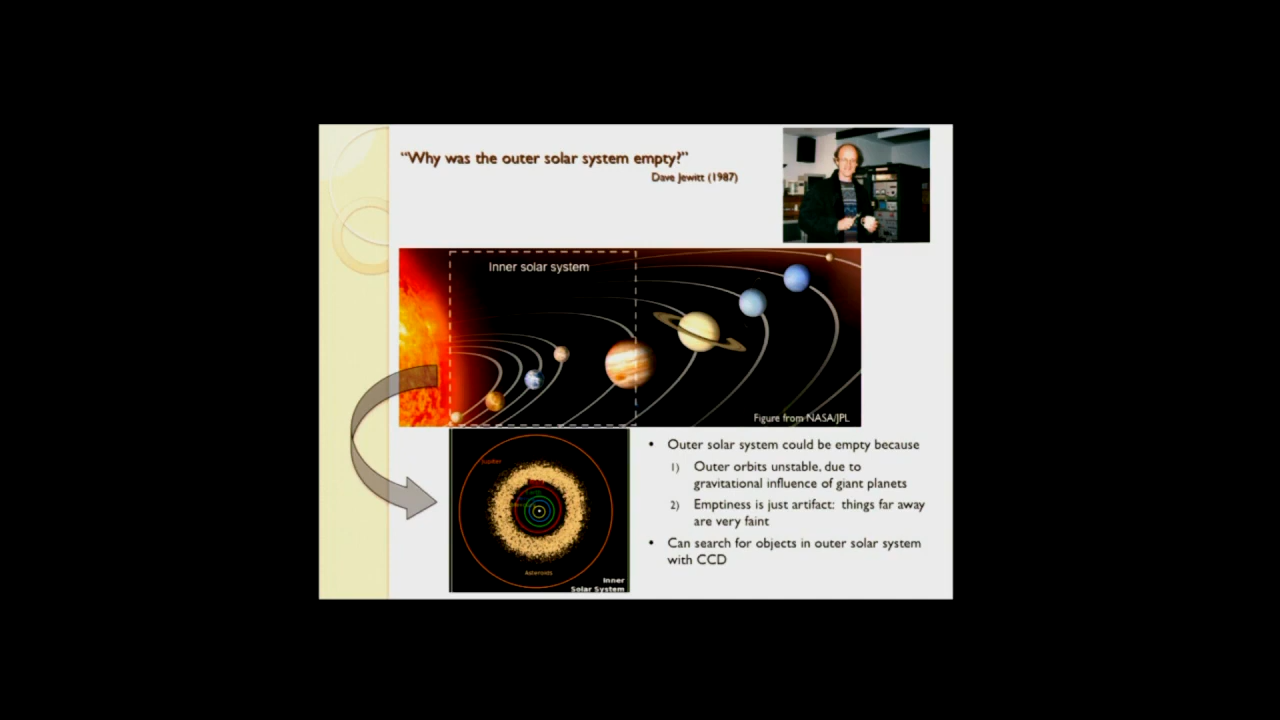 “Why was the outer solar system empty?”
Dave Jewitt (1987)
Inner solar system
Figure from NASA/JPL
Jupiter
Asteroids
Inner
Solar System
• Outer solar system could be empty because
1) Outer orbits unstable, due to
gravitational influence of giant planets
2) Emptiness is just artifact: things far away
are very faint
• Can search for objects in outer solar system
with CCD